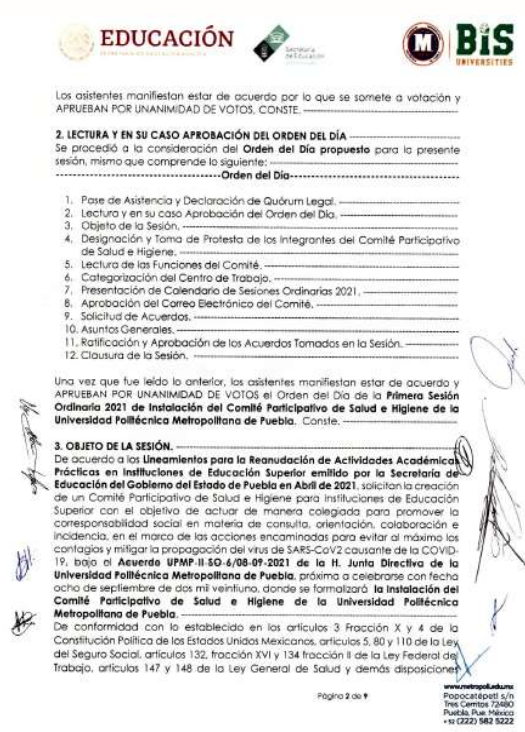 EDUCACIÓN
Secretaría
de Educación
M
BIS
UNIVERSITIES
Los asistentes manifiestan estar de acuerdo por lo que se somete a votación y
APRUEBAN POR UNANIMIDAD DE VOTOS, CONSTE.
2. LECTURA Y EN SU CASO APROBACIÓN DEL ORDEN DEL DÍA
Se procedió a la consideración del Orden del Día propuesto para la presente
sesión, mismo que comprende lo siguiente:
Orden del Día
1. Pase de Asistencia y Declaración de Quórum Legal.
2. Lectura y en su caso Aprobación del Orden del Día.
3. Objeto de la Sesión.
4. Designación y Toma de Protesta de los Integrantes del Comité Participativo
de Salud e Higiene.
5. Lectura de las Funciones del Comité.
6. Categorización del Centro de Trabajo.
7. Presentación de Calendario de Sesiones Ordinarias 2021.
8. Aprobación del Correo Electrónico del Comité.
9. Solicitud de Acuerdos.
10. Asuntos Generales.
11. Ratificación y Aprobación de los Acuerdos Tomados en la Sesión.
12. Clausura de la Sesión.
Una vez que fue leído lo anterior, los asistentes manifiestan estar de acuerdo y
APRUEBAN POR UNANIMIDAD DE VOTOS el Orden del Día de la Primera Sesión
Ordinaria 2021 de Instalación del Comité Participativo de Salud e Higiene de la
Universidad Politécnica Metropolitana de Puebla. Conste.
3. OBJETO DE LA SESIÓN.
De acuerdo a los Lineamientos para la Reanudación de Actividades Académicas
Prácticas en Instituciones de Educación Superior emitido por la Secretaría de
Educación del Gobierno del Estado de Puebla en Abril de 2021, solicitan la creación
de un Comité Participativo de Salud e Higiene para Instituciones de Educación
Superior con el objetivo de actuar de manera colegiada para promover la
corresponsabilidad social en materia de consulta, orientación, colaboración e
incidencia, en el marco de las acciones encaminadas para evitar al máximo los
contagios y mitigar la propagación del virus de SARS-CoV2 causante de la COVID-
19, bajo el Acuerdo UPMP-II-SO-6/08-09-2021 de la H. Junta Directiva de la
Universidad Politécnica Metropolitana de Puebla, próxima a celebrarse con fecha
ocho de septiembre de dos mil veintiuno, donde se formalizará la Instalación del
Comité Participativo de Salud e Higiene de la Universidad Politécnica
Metropolitana de Puebla.
De conformidad con lo establecido en los artículos 3 Fracción X y 4 de la
Constitución Política de los Estados Unidos Mexicanos, artículos 5, 80 y 110 de la Ley
del Seguro Social, artículos 132, fracción XVI y 134 fracción II de la Ley Federal del
Trabajo, artículos 147 y 148 de la Ley General de Salud y demás disposiciones
Página 2 de 9
www.metropoli.edu.mx
Popocatépetl s/n
Tres Cerritos 72480
Puebla, Pue. México
+52 (222) 582 5222